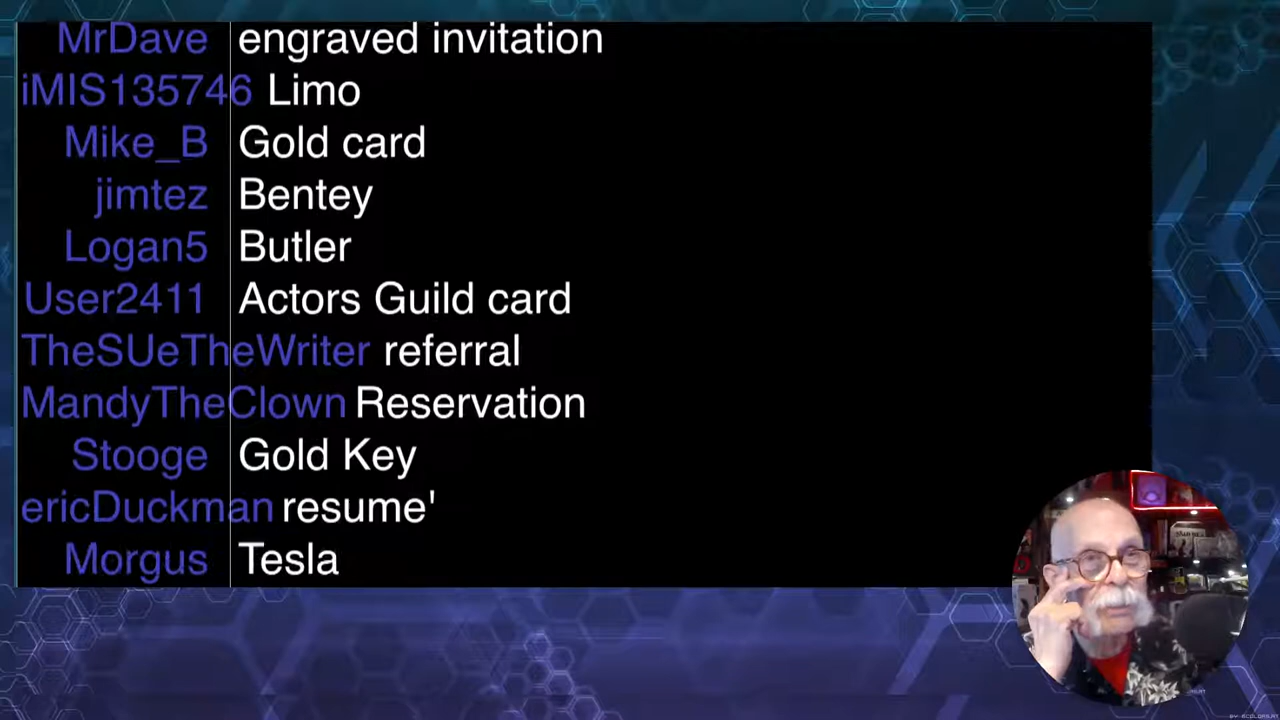 MrDave engraved invitation
iMIS135746 Limo
Mike_B Gold card
jimtez Bentey
Logan5 Butler
User2411 Actors Guild card
TheSUeTheWriter referral
MandyTheClown Reservation
Stooge Gold Key
ericDuckman resume'
Morgus Tesla